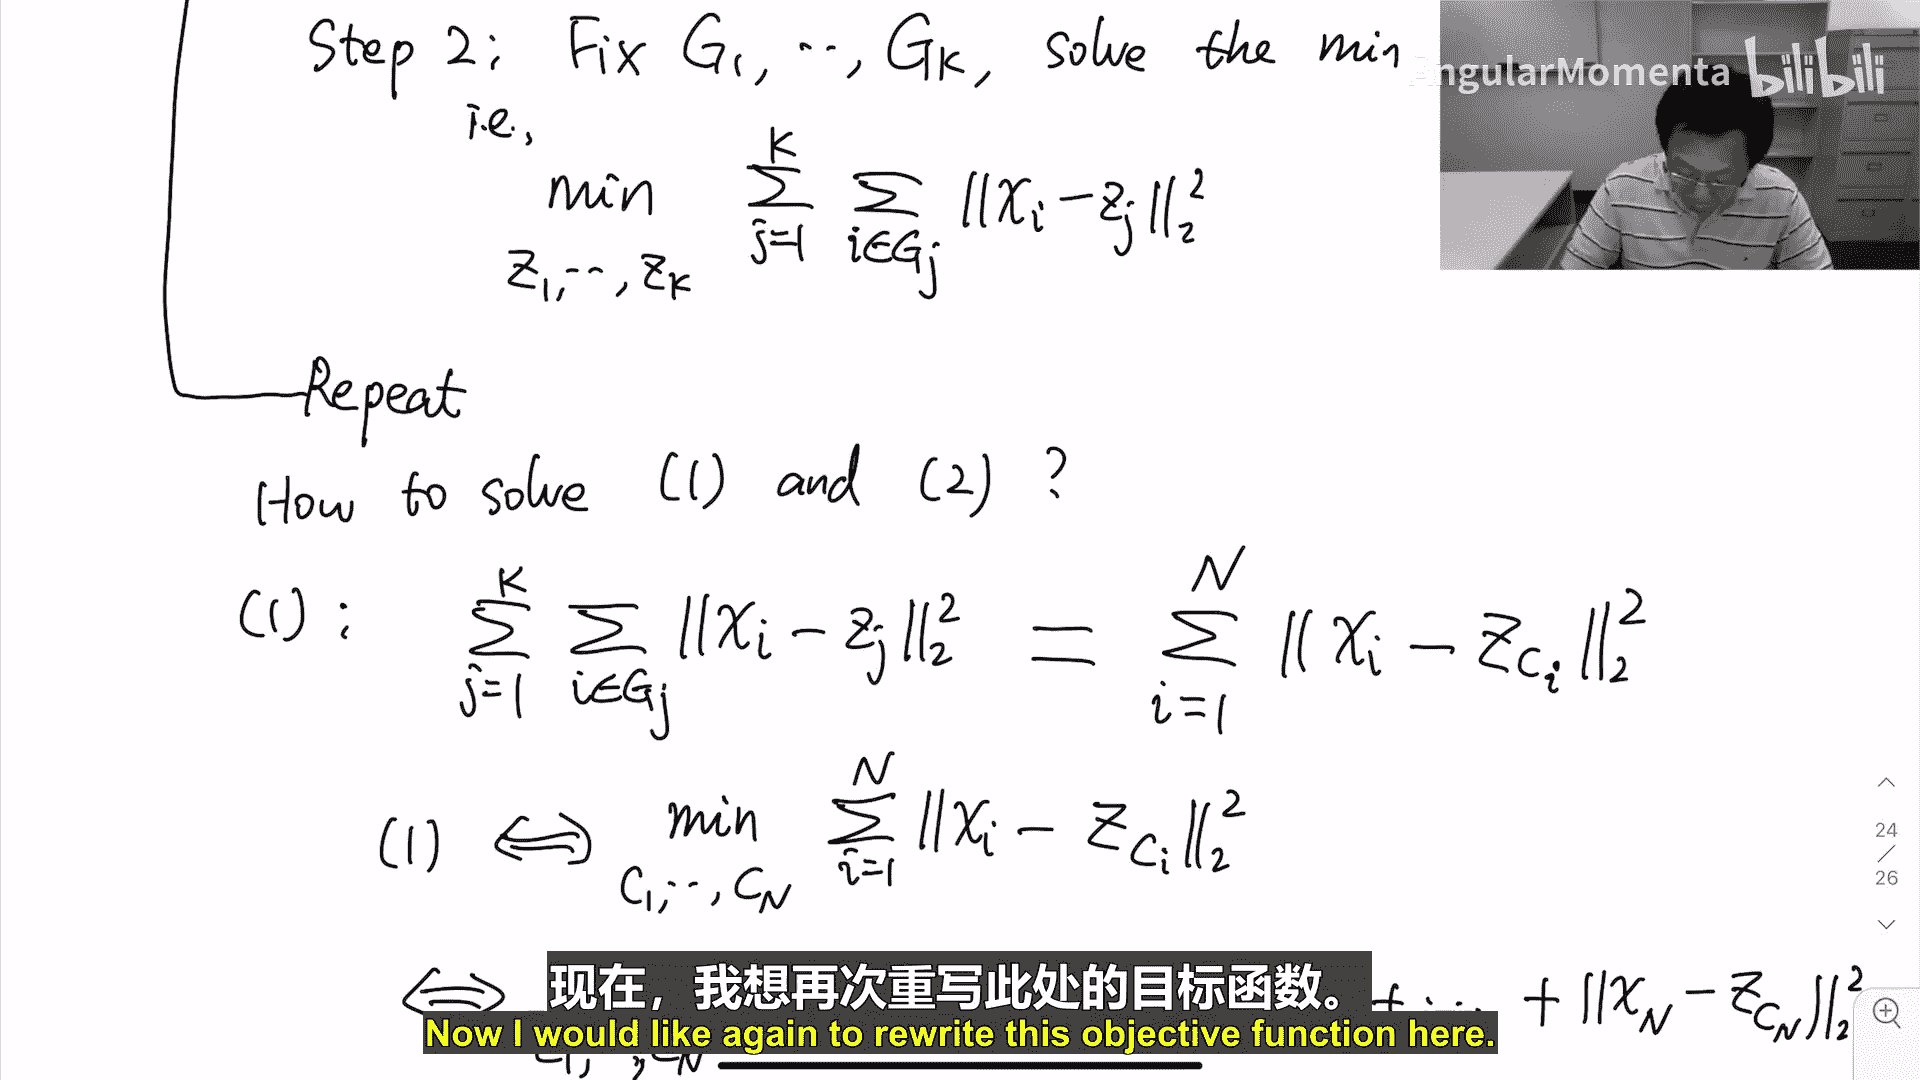 Step 2: Fix G₁, ⋯, G_K, solve the min
AngularMomenta bilibili
i.e.,
min_{z₁,⋯,z_K} Σ_{j=1}^{K} Σ_{i∈G_j} ||x_i − z_j||₂²
Repeat
How to solve (1) and (2) ?
(1): Σ_{j=1}^{K} Σ_{i∈G_j} ||x_i − z_j||₂² = Σ_{i=1}^{N} ||x_i − z_{c_i}||₂²
(1) ⟺ min_{c₁,⋯,c_N} Σ_{i=1}^{N} ||x_i − z_{c_i}||₂²
24
/
26
⟺ + ⋯ + ||x_N − z_{c_N}||₂²
现在，我想再次重写此处的目标函数。
Now I would like again to rewrite this objective function here.